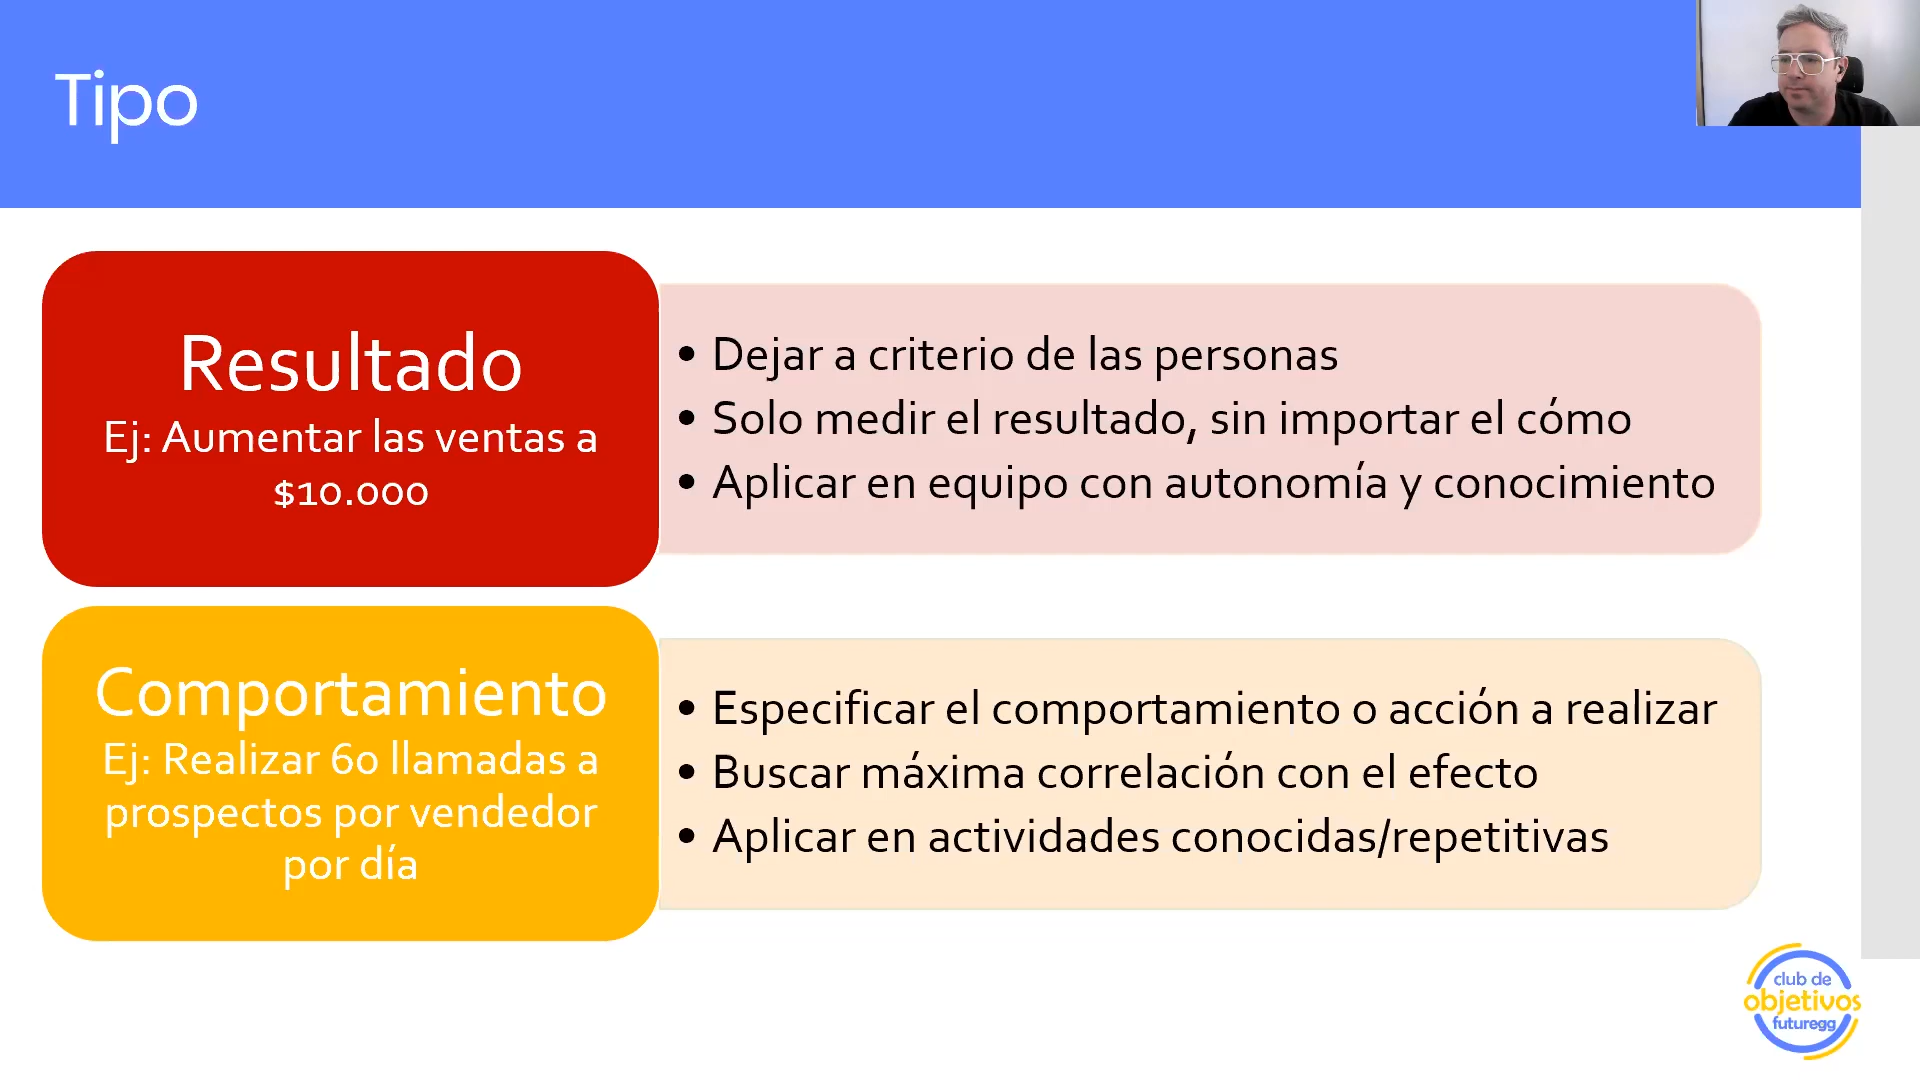 Tipo
Resultado
Ej: Aumentar las ventas a
$10.000
• Dejar a criterio de las personas
• Solo medir el resultado, sin importar el cómo
• Aplicar en equipo con autonomía y conocimiento
Comportamiento
Ej: Realizar 60 llamadas a
prospectos por vendedor
por día
• Especificar el comportamiento o acción a realizar
• Buscar máxima correlación con el efecto
• Aplicar en actividades conocidas/repetitivas
club de
objetivos
futuregg